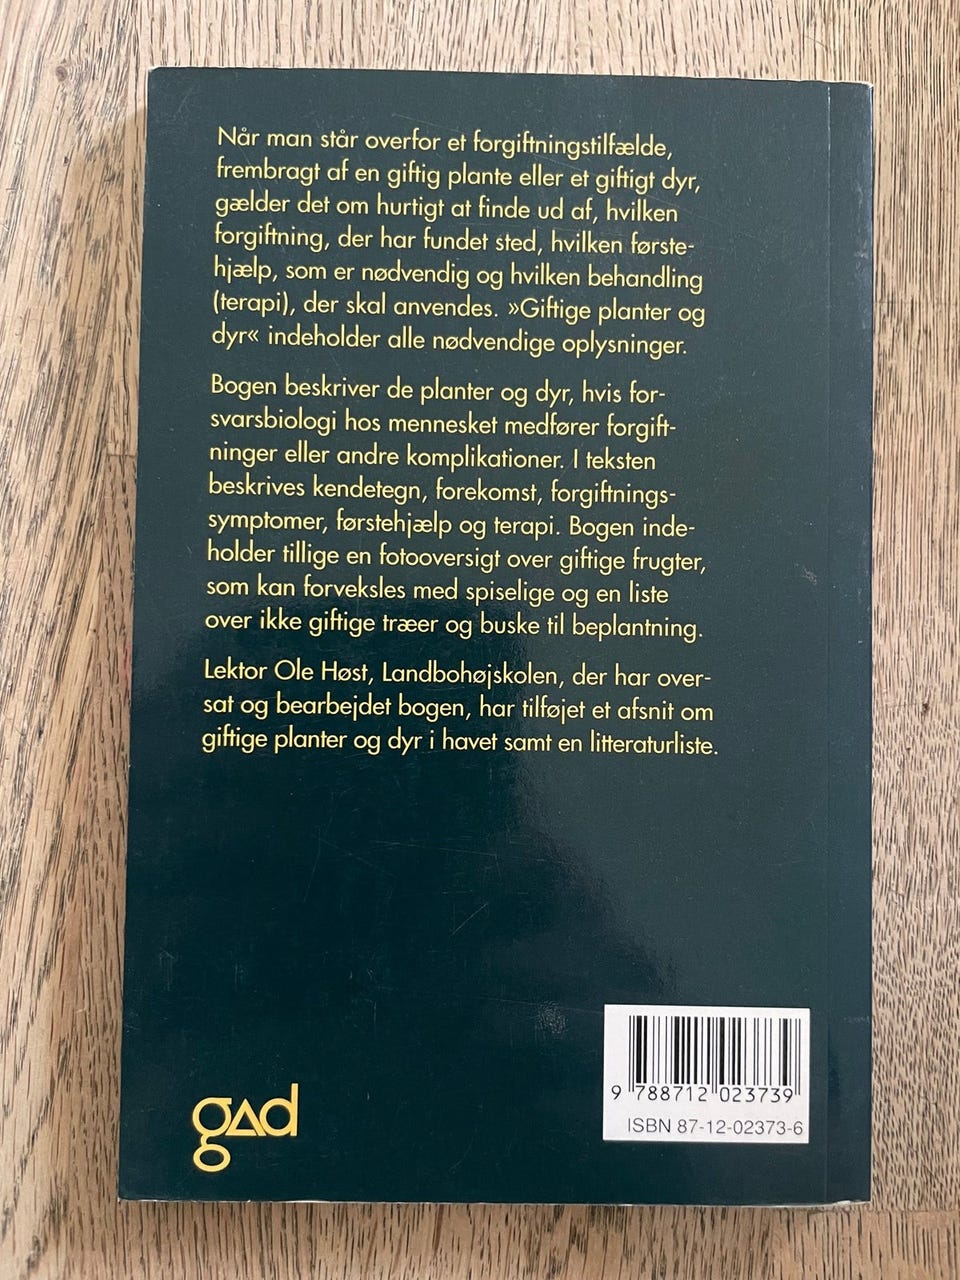 Når man står overfor et forgiftningstilfælde,
frembragt af en giftig plante eller et giftigt dyr,
gælder det om hurtigt at finde ud af, hvilken
forgiftning, der har fundet sted, hvilken første-
hjælp, som er nødvendig og hvilken behandling
(terapi), der skal anvendes. »Giftige planter og
dyr« indeholder alle nødvendige oplysninger.
Bogen beskriver de planter og dyr, hvis for-
svarsbiologi hos mennesket medfører forgift-
ninger eller andre komplikationer. I teksten
beskrives kendetegn, forekomst, forgiftnings-
symptomer, førstehjælp og terapi. Bogen inde-
holder tillige en fotooversigt over giftige frugter,
som kan forveksles med spiselige og en liste
over ikke giftige træer og buske til beplantning.
Lektor Ole Høst, Landbohøjskolen, der har over-
sat og bearbejdet bogen, har tilføjet et afsnit om
giftige planter og dyr i havet samt en litteraturliste.
gad
9 788712 023739
ISBN 87-12-02373-6